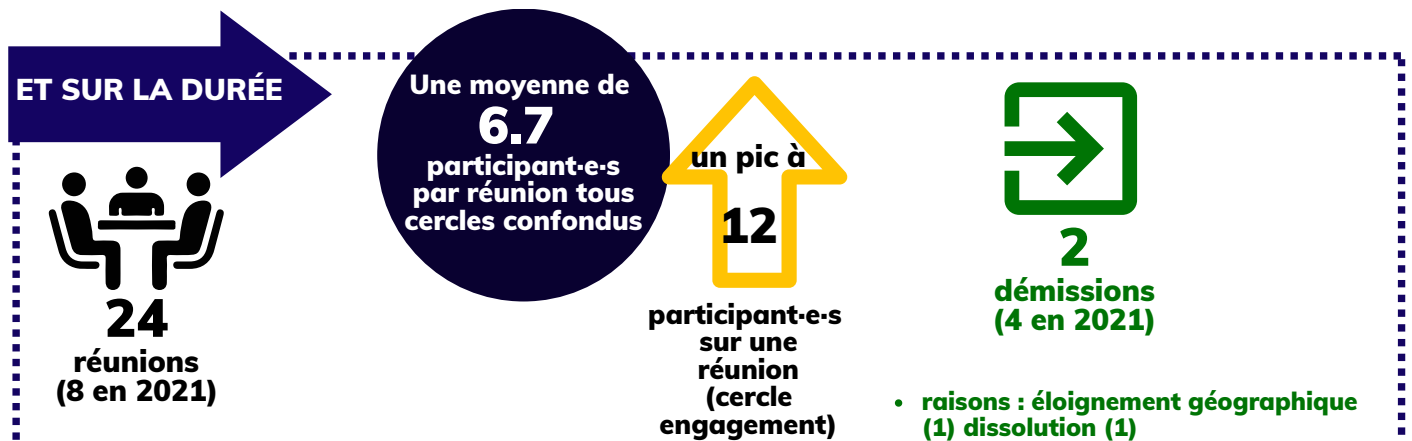 ET SUR LA DURÉE
24
réunions
(8 en 2021)
Une moyenne de
6.7
participant·e·s
par réunion tous
cercles confondus
un pic à
12
participant·e·s
sur une
réunion
(cercle
engagement)
2
démissions
(4 en 2021)
• raisons : éloignement géographique
(1) dissolution (1)